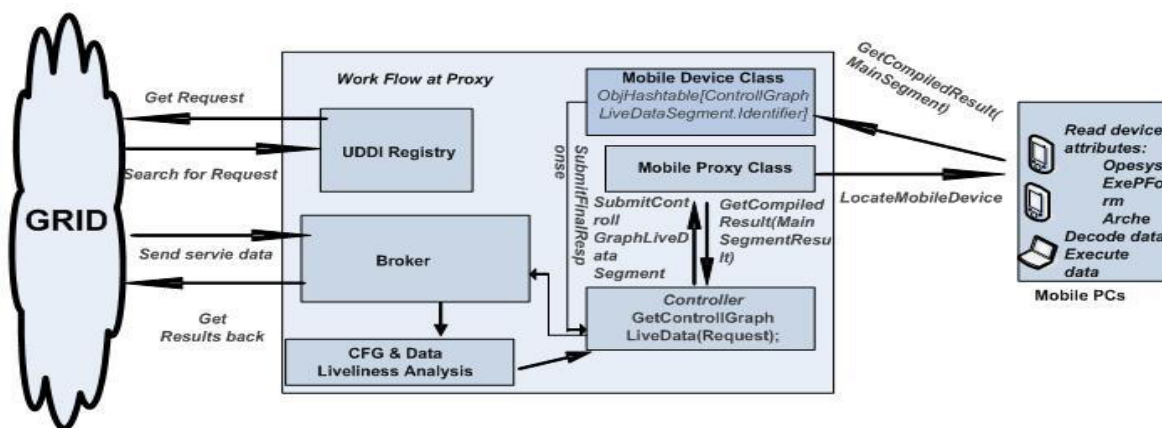 Work Flow at Proxy
Get Request
UDDI Registry
Search for Request
GRID
Send servie data
Broker
Get
Results back
CFG & Data
Liveliness Analysis
Mobile Device Class
ObjHashtable[ControllGraph
LiveDataSegment.Identifier]
SubmitFinalResp
onse
Mobile Proxy Class
SubmitCont
roll
GraphLiveD
ata
Segment
GetCompiled
Result(Main
SegmentResu
lt)
Controller
GetControllGraph
LiveData(Request);
GetCompiledResult(
MainSegment)
LocateMobileDevice
Read device
attributes:
Opesys
ExePFo
rm
Arche
Decode data
Execute
data
Mobile PCs